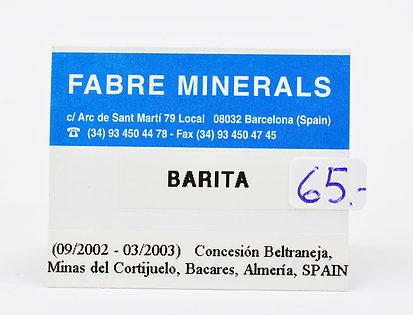 FABRE MINERALS
c/ Arc de Sant Martí 79 Local 08032 Barcelona (Spain)
☎ (34) 93 450 44 78 - Fax (34) 93 450 47 45
BARITA
65.-
(09/2002 - 03/2003) Concesión Beltraneja,
Minas del Cortijuelo, Bacares, Almería, SPAIN